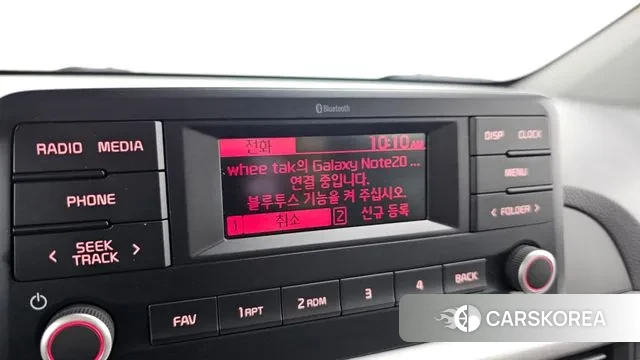 Bluetooth
RADIO MEDIA
PHONE
SEEK
TRACK
전화 10:10 AM
whee tak의 Galaxy Note20 ...
연결 중입니다.
블루투스 기능을 켜 주십시오.
1 취소 2 신규 등록
DISP CLOCK
MENU
FOLDER
FAV 1 RPT 2 RDM 3 4 BACK
CARSKOREA